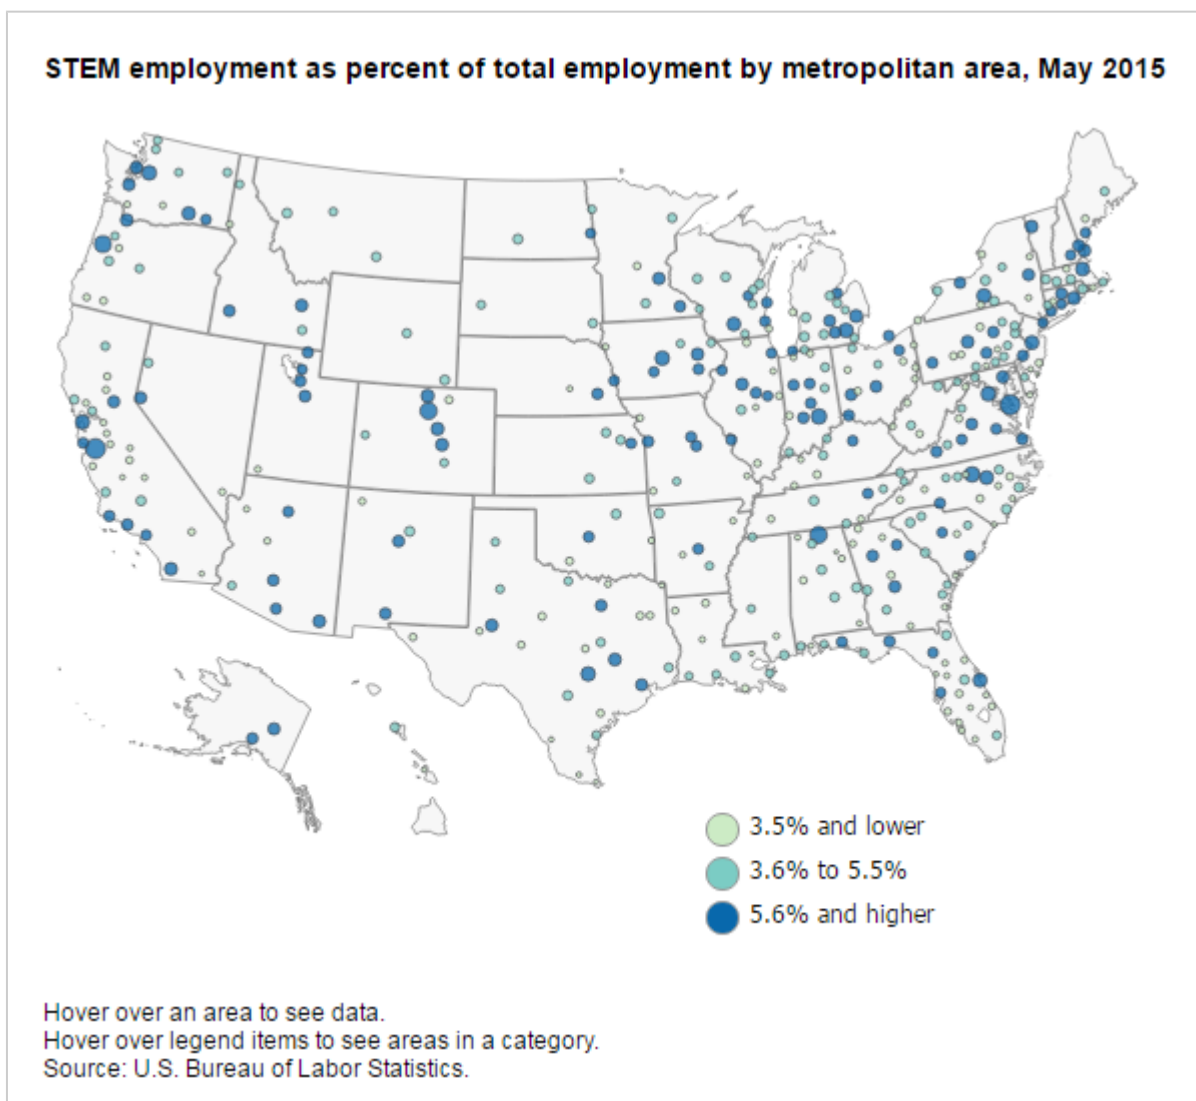 STEM employment as percent of total employment by metropolitan area, May 2015
3.5% and lower
3.6% to 5.5%
5.6% and higher
Hover over an area to see data.
Hover over legend items to see areas in a category.
Source: U.S. Bureau of Labor Statistics.